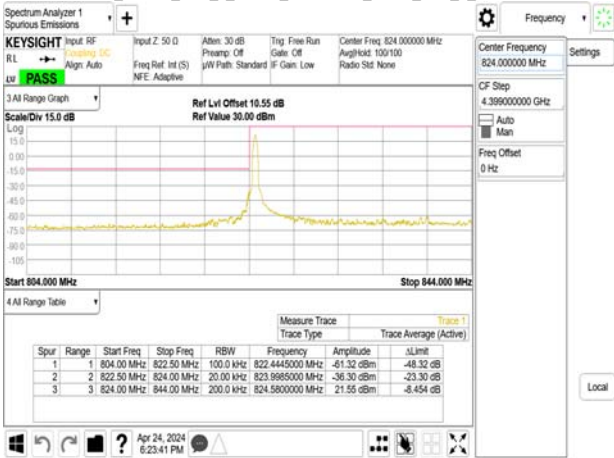 Spectrum Analyzer 1
Spurious Emissions
+
Frequency
KEYSIGHT
Input: RF
Coupling: DC
Align: Auto
Input Z: 50 Ω
Freq Ref: Int (S)
NFE: Adaptive
Atten: 30 dB
Preamp: Off
µW Path: Standard
Trig: Free Run
Gate: Off
IF Gain: Low
Center Freq: 824.000000 MHz
Avg|Hold: 100/100
Radio Std: None
RL
LW PASS
Center Frequency
824.000000 MHz
Settings
CF Step
4.399000000 GHz
Auto
Man
Freq Offset
0 Hz
3 All Range Graph
Scale/Div 15.0 dB
Ref Lvl Offset 10.55 dB
Ref Value 30.00 dBm
Log
15.0
0.00
-15.0
-30.0
-45.0
-60.0
-75.0
-90.0
-105
Start 804.000 MHz
Stop 844.000 MHz
4 All Range Table
Measure Trace Trace 1
Trace Type Trace Average (Active)
Spur Range Start Freq Stop Freq RBW Frequency Amplitude ΔLimit
1 1 804.00 MHz 822.50 MHz 100.0 kHz 822.4445000 MHz -61.32 dBm -48.32 dB
2 2 822.50 MHz 824.00 MHz 20.00 kHz 823.9985000 MHz -36.30 dBm -23.30 dB
3 3 824.00 MHz 844.00 MHz 200.0 kHz 824.5800000 MHz 21.55 dBm -8.454 dB
Local
?
Apr 24, 2024
6:23:41 PM